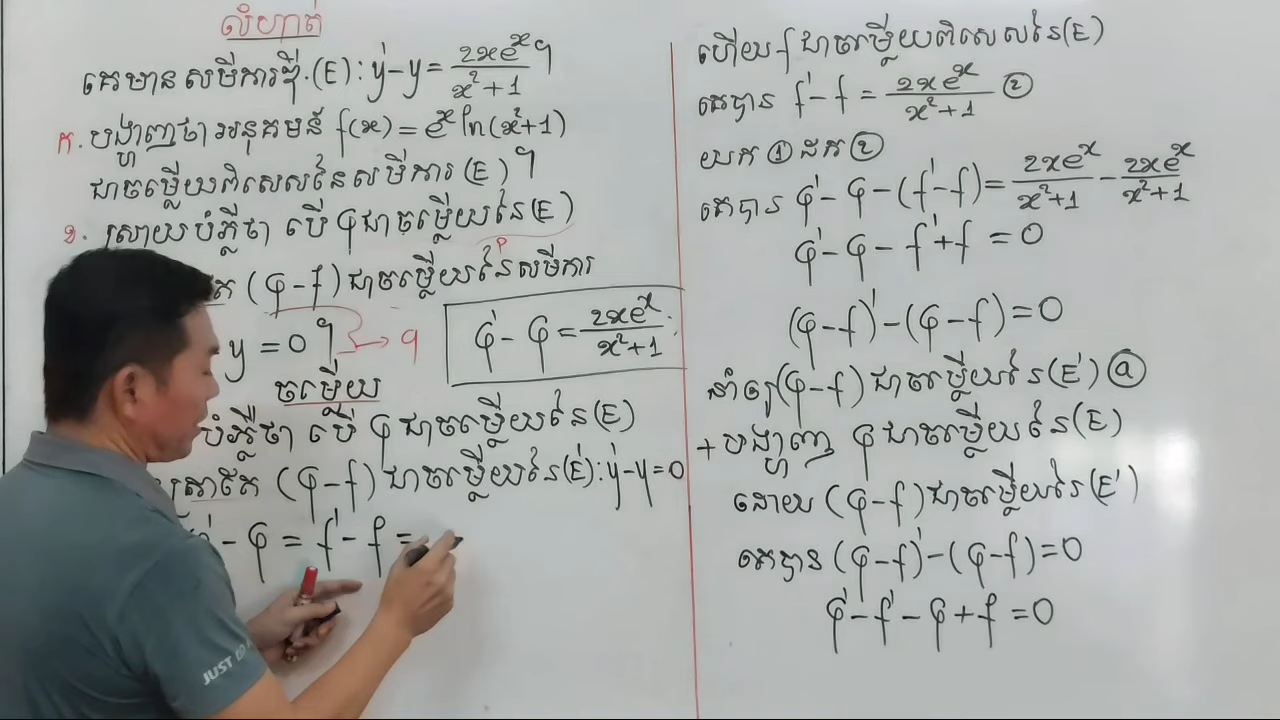 លំហាត់
គេមានសមីការឌី.(E): y' - y = 2xeˣ/(x²+1) ។
ក. បង្ហាញថា អនុគមន៍ f(x) = eˣ ln(x²+1)
ជាចម្លើយពិសេសនៃសមីការ (E) ។
ខ. ស្រាយបំភ្លឺថា បើ φ ជាចម្លើយនៃ (E)
(φ - f) ជាចម្លើយនៃសមីការ
y = 0 ។ → q
φ' - φ = 2xeˣ/(x²+1)
ចម្លើយ
បំភ្លឺថា បើ φ ជាចម្លើយនៃ (E)
(φ - f) ជាចម្លើយនៃ (E'): y' - y = 0
- φ = f' - f =
ហើយ f ជាចម្លើយពិសេសនៃ (E)
គេបាន f' - f = 2xeˣ/(x²+1) ②
យក ① ដក ②
គេបាន φ' - φ - (f' - f) = 2xeˣ/(x²+1) - 2xeˣ/(x²+1)
φ' - φ - f' + f = 0
(φ - f)' - (φ - f) = 0
នាំឲ្យ (φ - f) ជាចម្លើយនៃ (E') ⓐ
+ បង្ហាញ φ ជាចម្លើយនៃ (E)
ដោយ (φ - f) ជាចម្លើយនៃ (E')
គេបាន (φ - f)' - (φ - f) = 0
φ' - f' - φ + f = 0